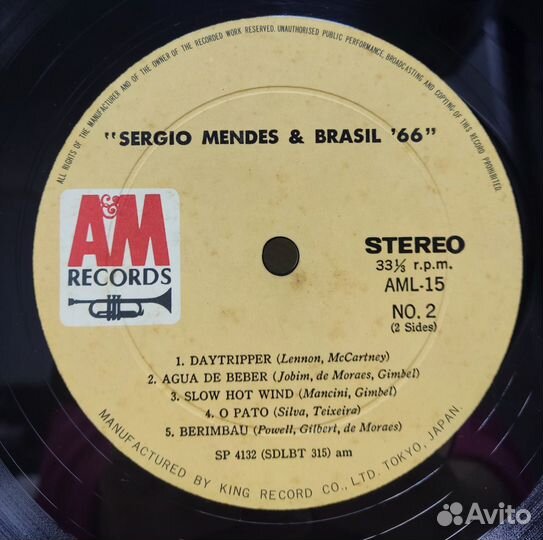 ALL RIGHTS OF THE MANUFACTURER AND OF THE OWNER OF THE RECORDED WORK RESERVED. UNAUTHORISED PUBLIC PERFORMANCE, BROADCASTING AND COPYING OF THIS RECORD PROHIBITED.
"SERGIO MENDES & BRASIL '66"
A&M
RECORDS
STEREO
33⅓ r.p.m.
AML-15
NO. 2
(2 Sides)
1. DAYTRIPPER (Lennon, McCartney)
2. AGUA DE BEBER (Jobim, de Moraes, Gimbel)
3. SLOW HOT WIND (Mancini, Gimbel)
4. O PATO (Silva, Teixeira)
5. BERIMBAU (Powell, Gilbert, de Moraes)
SP 4132 (SDLBT 315) am
MANUFACTURED BY KING RECORD CO., LTD. TOKYO, JAPAN.
Avito